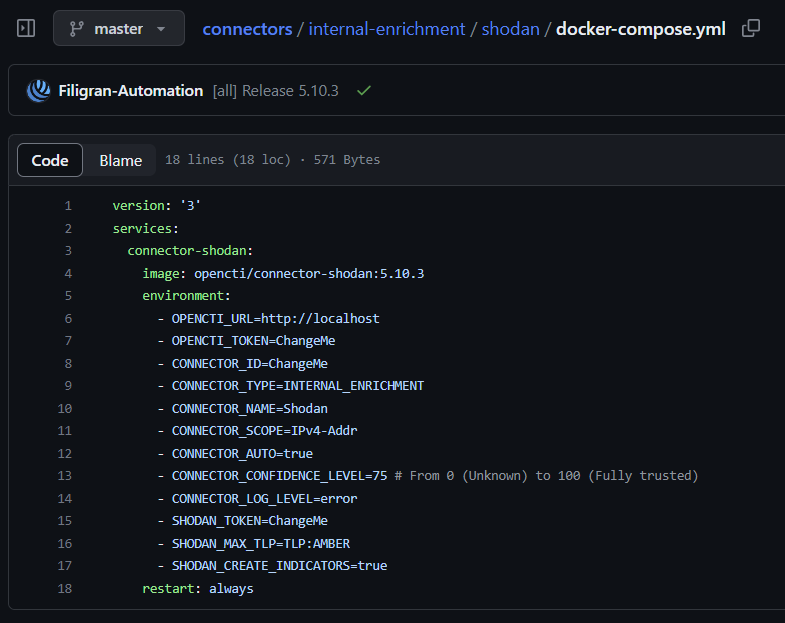 master connectors / internal-enrichment / shodan / docker-compose.yml
Filigran-Automation [all] Release 5.10.3
Code Blame 18 lines (18 loc) · 571 Bytes
1 version: '3'
2 services:
3   connector-shodan:
4     image: opencti/connector-shodan:5.10.3
5     environment:
6       - OPENCTI_URL=http://localhost
7       - OPENCTI_TOKEN=ChangeMe
8       - CONNECTOR_ID=ChangeMe
9       - CONNECTOR_TYPE=INTERNAL_ENRICHMENT
10       - CONNECTOR_NAME=Shodan
11       - CONNECTOR_SCOPE=IPv4-Addr
12       - CONNECTOR_AUTO=true
13       - CONNECTOR_CONFIDENCE_LEVEL=75 # From 0 (Unknown) to 100 (Fully trusted)
14       - CONNECTOR_LOG_LEVEL=error
15       - SHODAN_TOKEN=ChangeMe
16       - SHODAN_MAX_TLP=TLP:AMBER
17       - SHODAN_CREATE_INDICATORS=true
18     restart: always